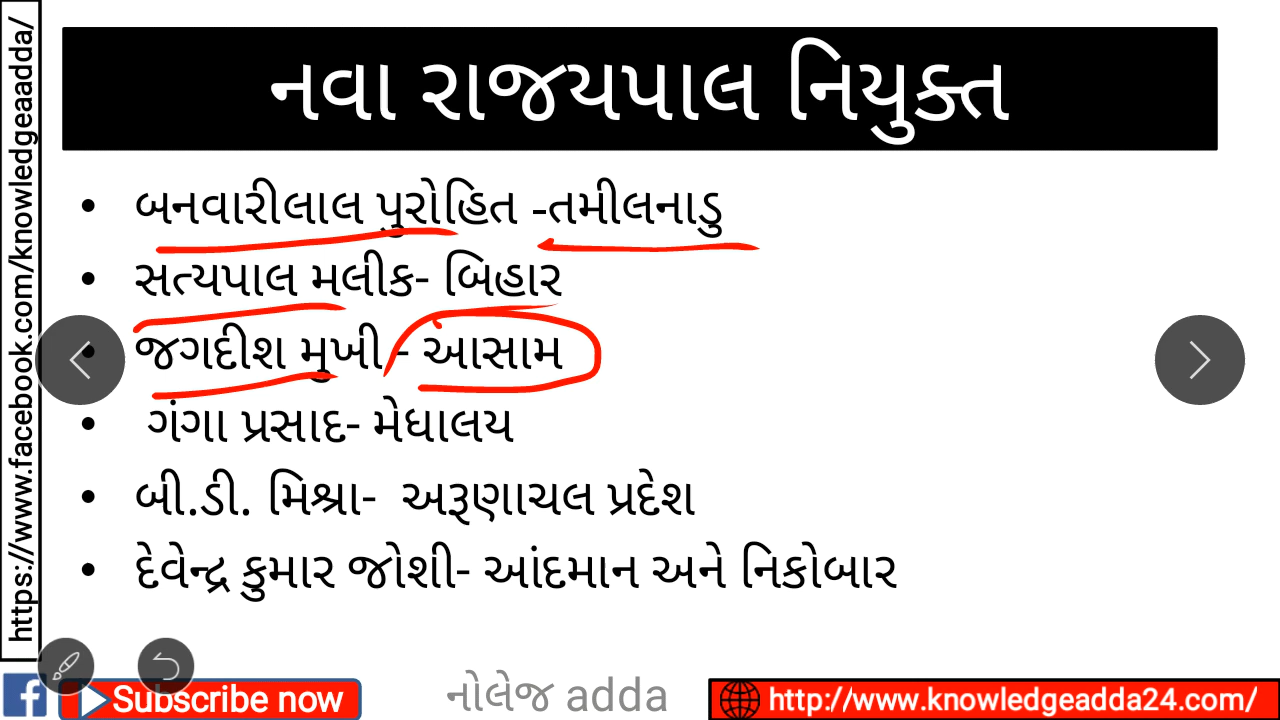 https://www.facebook.com/knowledgeadda/
નવા રાજયપાલ નિયુક્ત
• બનવારીલાલ પુરોહિત -તમીલનાડુ
• સત્યપાલ મલીક- બિહાર
• જગદીશ મુખી - આસામ
• ગંગા પ્રસાદ- મેધાલય
• બી.ડી. મિશ્રા- અરૂણાચલ પ્રદેશ
• દેવેન્દ્ર કુમાર જોશી- આંદમાન અને નિકોબાર
Subscribe now
નોલેજ adda
http://www.knowledgeadda24.com/